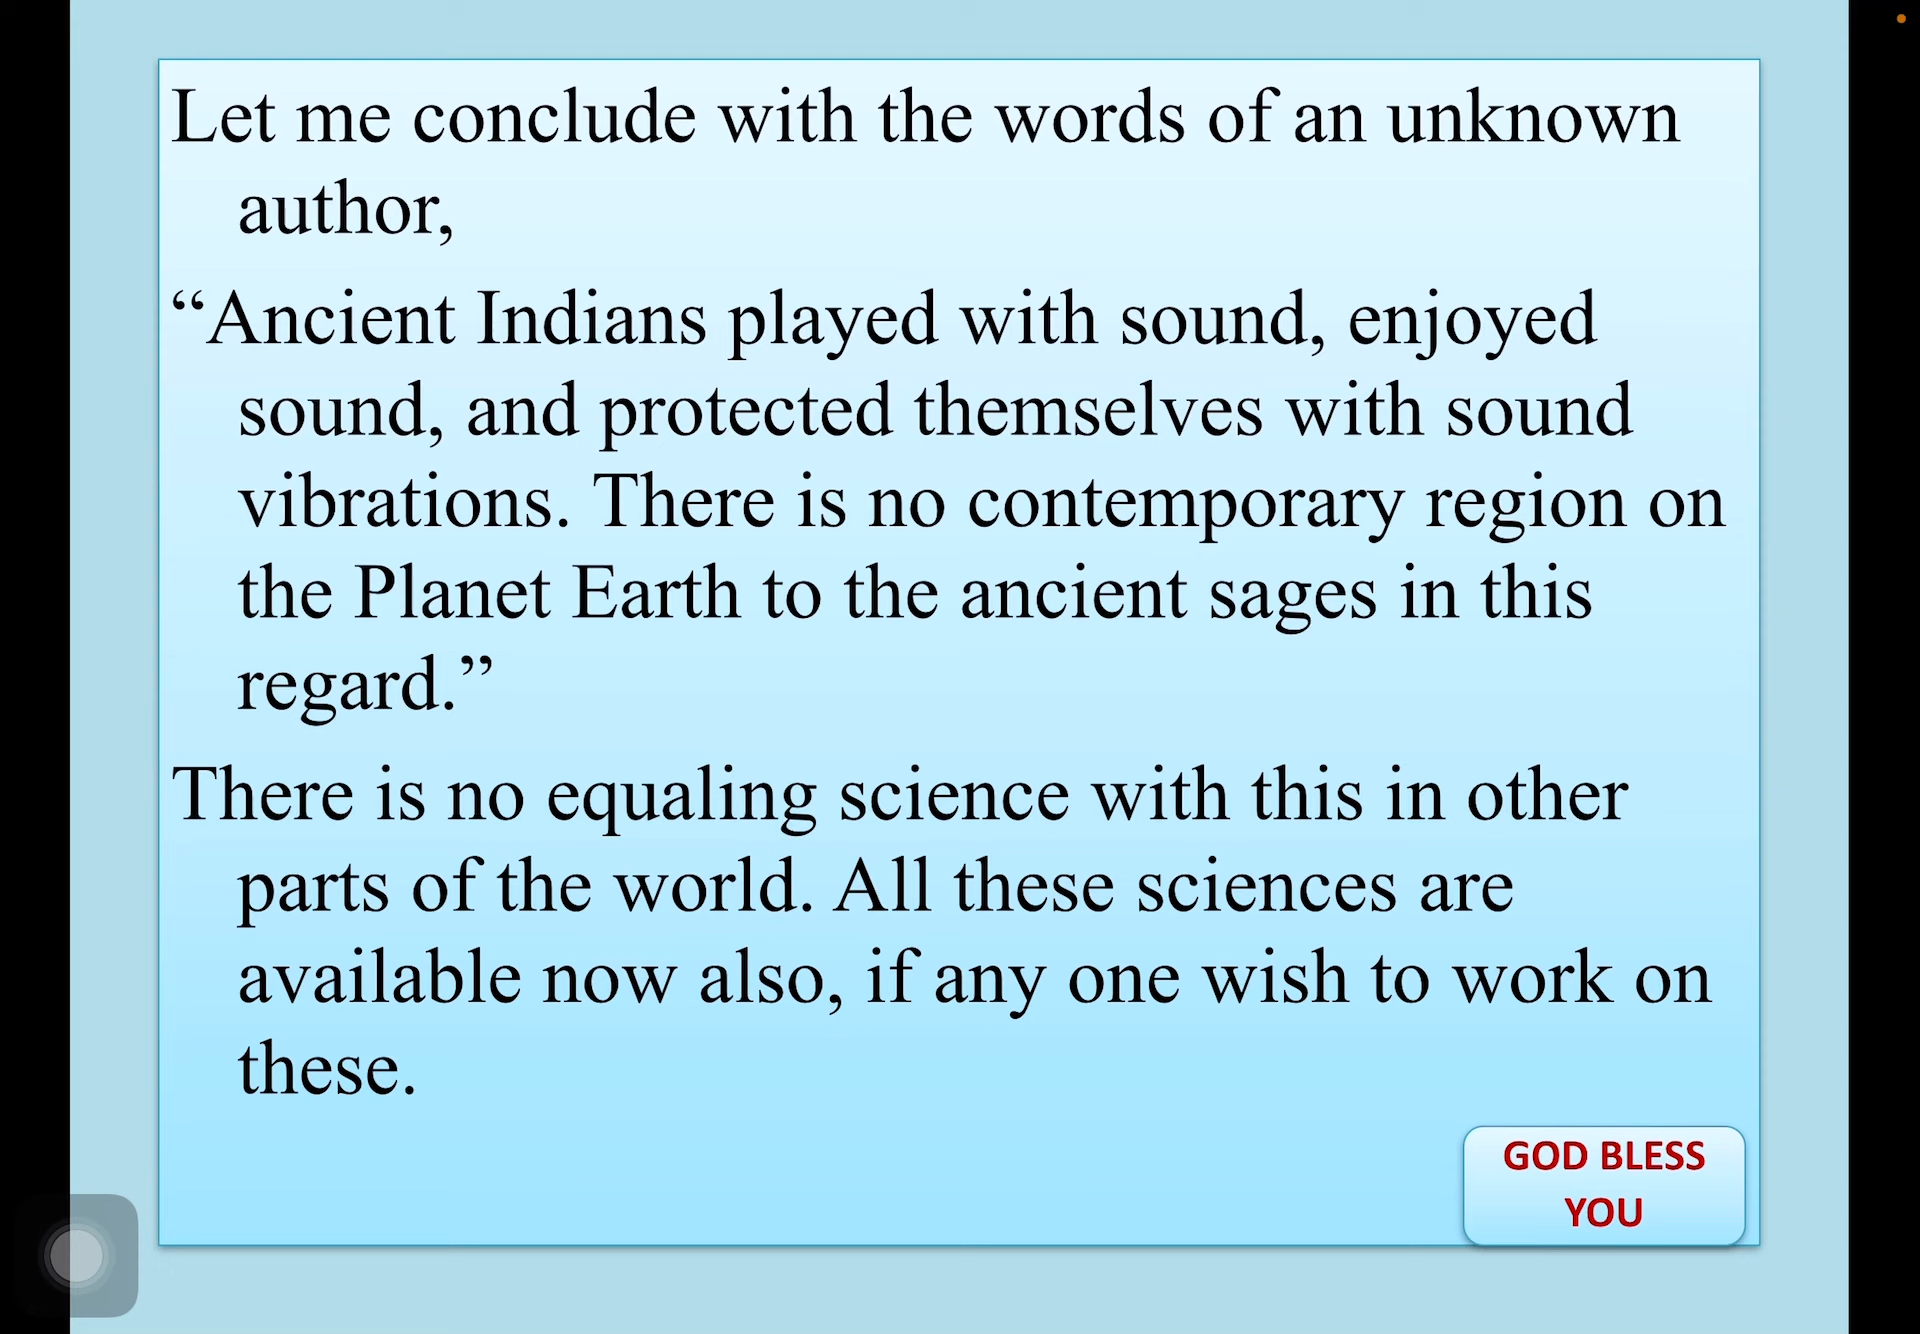 Let me conclude with the words of an unknown
author,
“Ancient Indians played with sound, enjoyed
sound, and protected themselves with sound
vibrations. There is no contemporary region on
the Planet Earth to the ancient sages in this
regard.”
There is no equaling science with this in other
parts of the world. All these sciences are
available now also, if any one wish to work on
these.
GOD BLESS
YOU